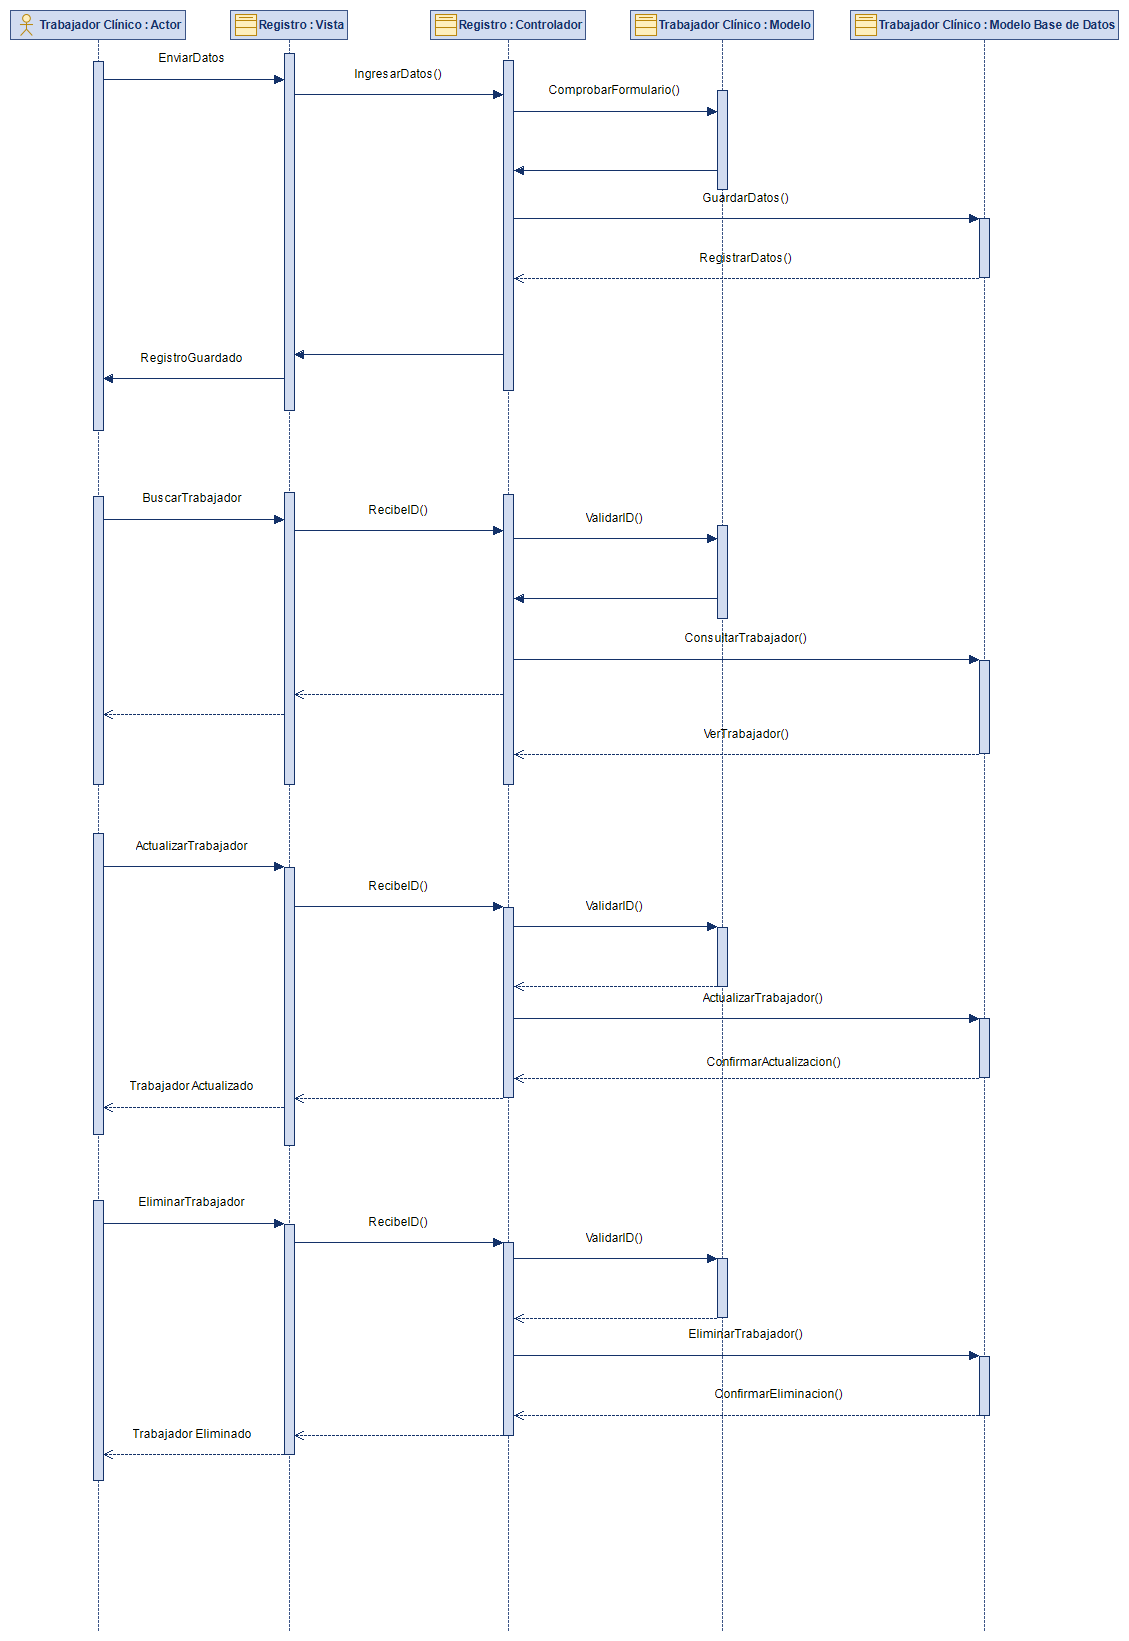 Trabajador Clínico : Actor
Registro : Vista
Registro : Controlador
Trabajador Clínico : Modelo
Trabajador Clínico : Modelo Base de Datos
EnviarDatos
IngresarDatos()
ComprobarFormulario()
GuardarDatos()
RegistrarDatos()
RegistroGuardado
BuscarTrabajador
RecibeID()
ValidarID()
ConsultarTrabajador()
VerTrabajador()
ActualizarTrabajador
RecibeID()
ValidarID()
ActualizarTrabajador()
ConfirmarActualizacion()
Trabajador Actualizado
EliminarTrabajador
RecibeID()
ValidarID()
EliminarTrabajador()
ConfirmarEliminacion()
Trabajador Eliminado